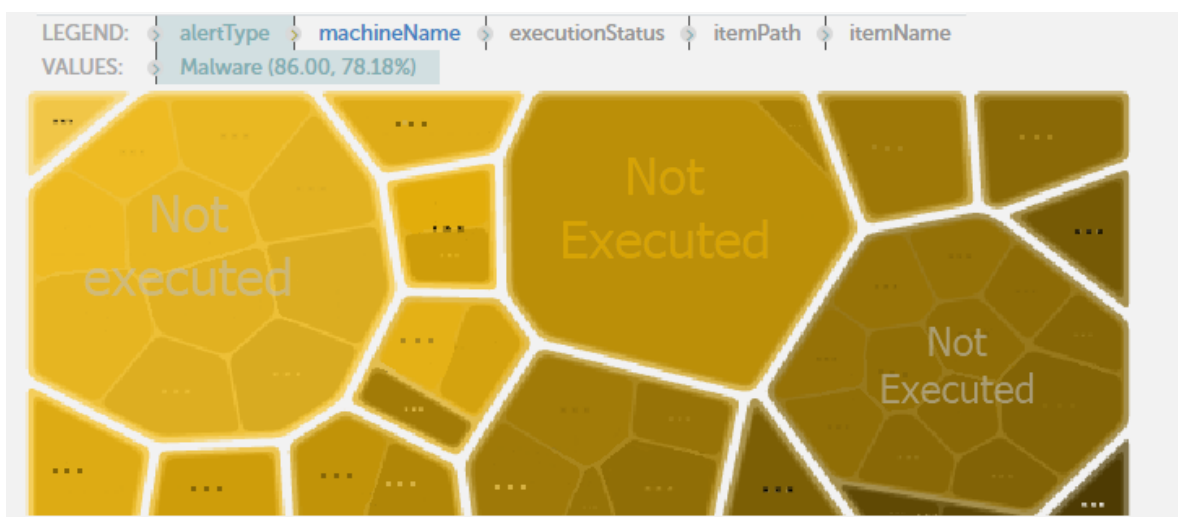 LEGEND: > alertType > machineName > executionStatus > itemPath > itemName
VALUES: > Malware (86.00, 78.18%)
...
...
...
...
Not
executed
Not
Executed
...
...
...
...
Not
Executed
...
...
...
...
...
...
...
...